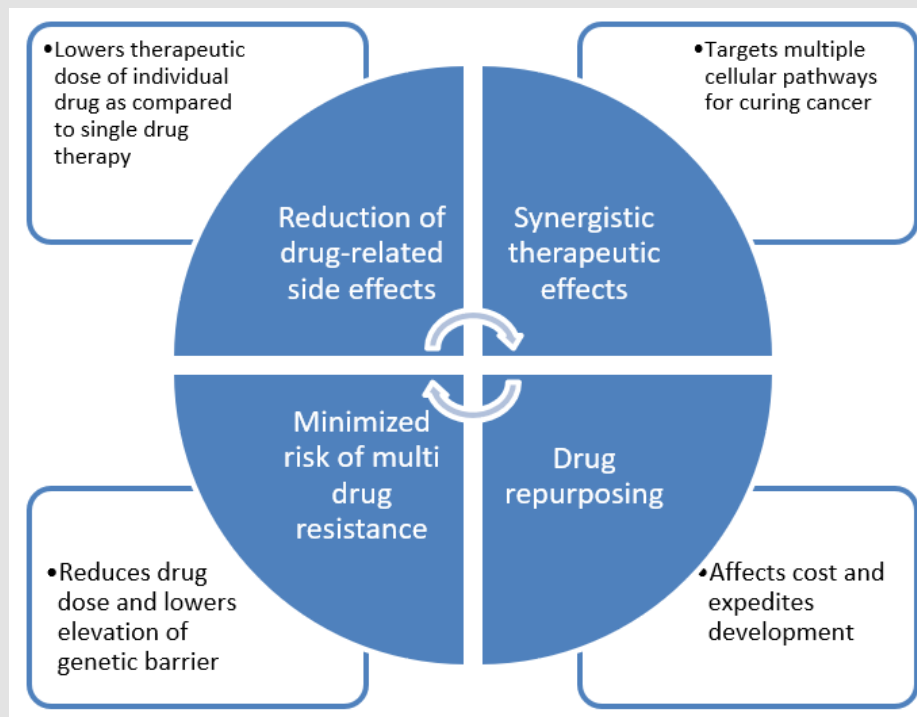 •Lowers therapeutic
dose of individual
drug as compared
to single drug
therapy
•Targets multiple
cellular pathways
for curing cancer
Reduction of
drug-related
side effects
Synergistic
therapeutic
effects
Minimized
risk of multi
drug
resistance
Drug
repurposing
•Reduces drug
dose and lowers
elevation of
genetic barrier
•Affects cost and
expedites
development